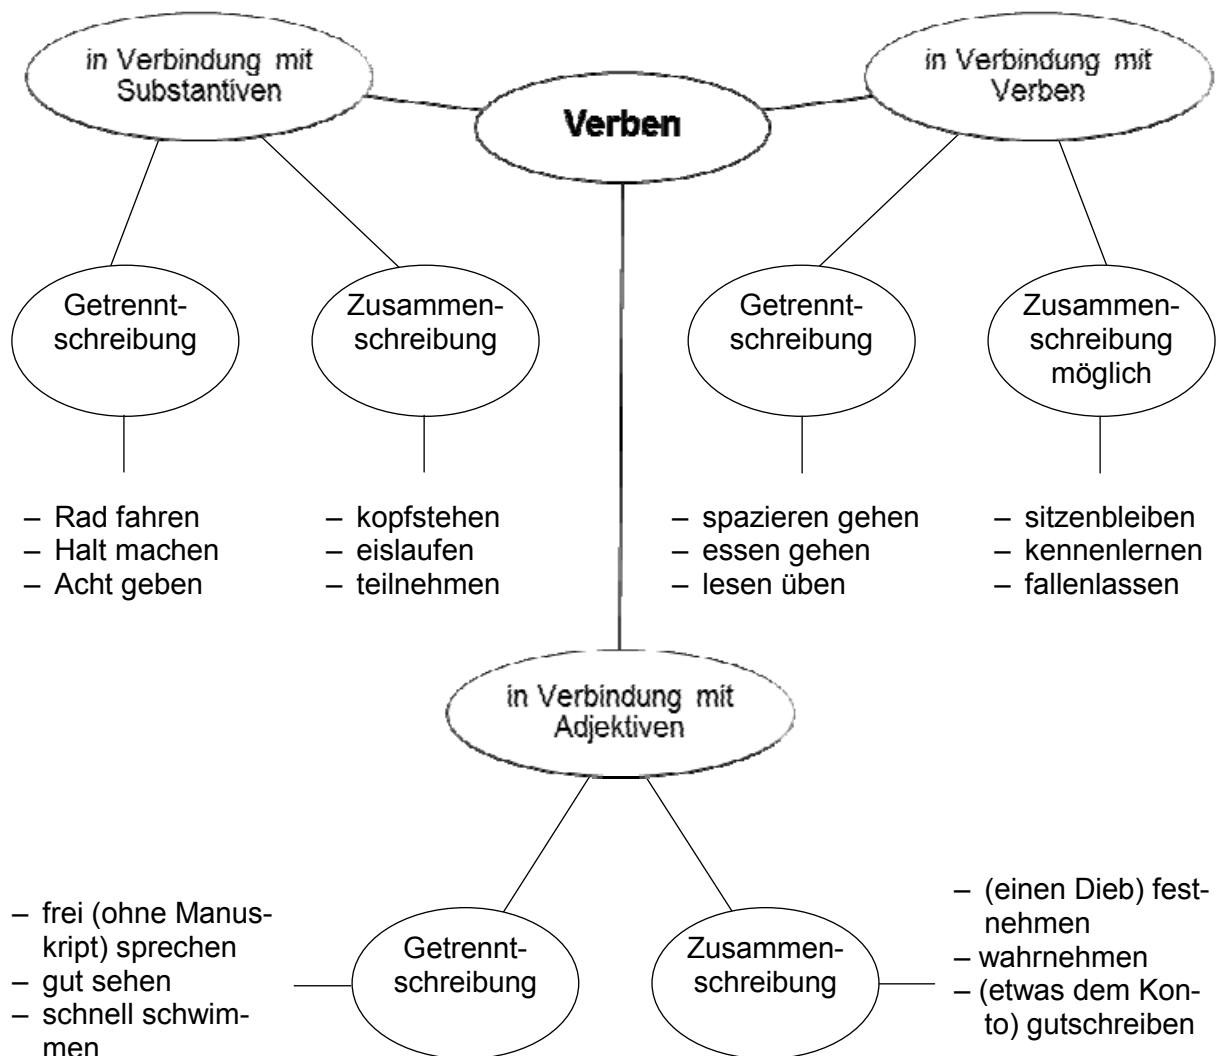 in Verbindung mit
Substantiven
Verben
in Verbindung mit
Verben
Getrennt-
schreibung
Zusammen-
schreibung
Getrennt-
schreibung
Zusammen-
schreibung
möglich
– Rad fahren
– Halt machen
– Acht geben
– kopfstehen
– eislaufen
– teilnehmen
– spazieren gehen
– essen gehen
– lesen üben
– sitzenbleiben
– kennenlernen
– fallenlassen
in Verbindung mit
Adjektiven
– frei (ohne Manus-
kript) sprechen
– gut sehen
– schnell schwim-
men
Getrennt-
schreibung
Zusammen-
schreibung
– (einen Dieb) fest-
nehmen
– wahrnehmen
– (etwas dem Kon-
to) gutschreiben